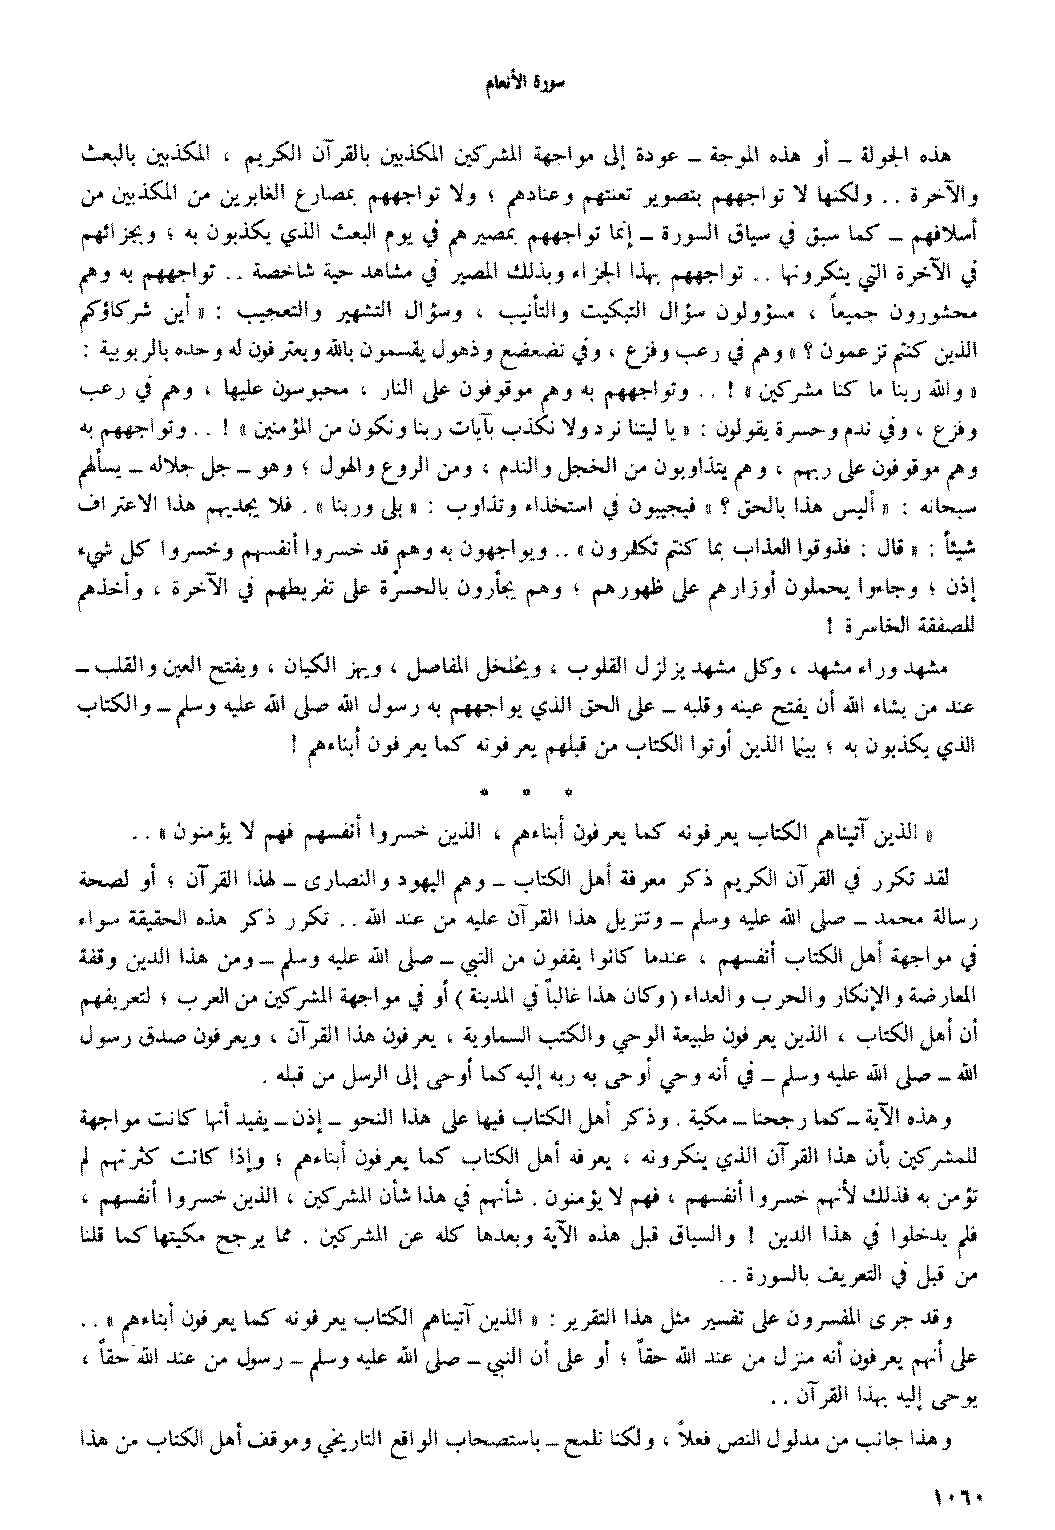 سورة الأنعام
هذه الجولة – أو هذه الموجة – عودة إلى مواجهة المشركين المكذبين بالقرآن الكريم ، المكذبين بالبعث
والآخرة .. ولكنها لا تواجههم بتصوير تعنتهم وعنادهم ؛ ولا تواجههم بمصارع الغابرين من المكذبين من
أسلافهم – كما سبق في سياق السورة – إنما تواجههم بمصيرهم في يوم البعث الذي يكذبون به ؛ وبجزائهم
في الآخرة التي ينكرونها .. تواجههم بهذا الجزاء وبذلك المصير في مشاهد حية شاخصة .. تواجههم به وهم
محشورون جميعاً ، مسؤولون سؤال التبكيت والتأنيب ، وسؤال التشهير والتعجيب : « أين شركاؤكم
الذين كنتم تزعمون ؟ » وهم في رعب وفزع ، وفي تضعضع وذهول يقسمون بالله ويعترفون له وحده بالربوبية :
« والله ربنا ما كنا مشركين » ! .. وتواجههم به وهم موقوفون على النار ، محبوسون عليها ، وهم في رعب
وفزع ، وفي ندم وحسرة يقولون : « يا ليتنا نرد ولا نكذب بآيات ربنا ونكون من المؤمنين » ! .. وتواجههم به
وهم موقوفون على ربهم ، وهم يتذاوبون من الخجل والندم ، ومن الروع والهول ؛ وهو – جل جلاله – يسألهم
سبحانه : « أليس هذا بالحق ؟ » فيجيبون في استخذاء وتذاوب : « بلى وربنا » . فلا يجديهم هذا الاعتراف
شيئاً : « قال : فذوقوا العذاب بما كنتم تكفرون » .. ويواجهون به وهم قد خسروا أنفسهم وخسروا كل شيء
إذن ؛ وجاءوا يحملون أوزارهم على ظهورهم ؛ وهم يجأرون بالحسرة على تفريطهم في الآخرة ، وأخذهم
للصفقة الخاسرة !
مشهد وراء مشهد ، وكل مشهد يزلزل القلوب ، ويخلخل المفاصل ، ويهز الكيان ، ويفتح العين والقلب –
عند من يشاء الله أن يفتح عينه وقلبه – على الحق الذي يواجههم به رسول الله صلى الله عليه وسلم – والكتاب
الذي يكذبون به ؛ بينما الذين أوتوا الكتاب من قبلهم يعرفونه كما يعرفون أبناءهم !
* * *
« الذين آتيناهم الكتاب يعرفونه كما يعرفون أبناءهم ، الذين خسروا أنفسهم فهم لا يؤمنون » ..
لقد تكرر في القرآن الكريم ذكر معرفة أهل الكتاب – وهم اليهود والنصارى – لهذا القرآن ؛ أو لصحة
رسالة محمد – صلى الله عليه وسلم – وتنزيل هذا القرآن عليه من عند الله .. تكرر ذكر هذه الحقيقة سواء
في مواجهة أهل الكتاب أنفسهم ، عندما كانوا يقفون من النبي – صلى الله عليه وسلم – ومن هذا الدين وقفة
المعارضة والإنكار والحرب والعداء ( وكان هذا غالباً في المدينة ) أو في مواجهة المشركين من العرب ؛ لتعريفهم
أن أهل الكتاب ، الذين يعرفون طبيعة الوحي والكتب السماوية ، يعرفون هذا القرآن ، ويعرفون صدق رسول
الله – صلى الله عليه وسلم – في أنه وحي أوحى به ربه إليه كما أوحى إلى الرسل من قبله .
وهذه الآية – كما رجحنا – مكية . وذكر أهل الكتاب فيها على هذا النحو – إذن – يفيد أنها كانت مواجهة
للمشركين بأن هذا القرآن الذي ينكرونه ، يعرفه أهل الكتاب كما يعرفون أبناءهم ؛ وإذا كانت كثرتهم لم
تؤمن به فذلك لأنهم خسروا أنفسهم ، فهم لا يؤمنون . شأنهم في هذا شأن المشركين ، الذين خسروا أنفسهم ،
فلم يدخلوا في هذا الدين ! والسياق قبل هذه الآية وبعدها كله عن المشركين . مما يرجح مكيتها كما قلنا
من قبل في التعريف بالسورة ..
وقد جرى المفسرون على تفسير مثل هذا التقرير : « الذين آتيناهم الكتاب يعرفونه كما يعرفون أبناءهم » ..
على أنهم يعرفون أنه منزل من عند الله حقاً ؛ أو على أن النبي – صلى الله عليه وسلم – رسول من عند الله حقاً ،
يوحى إليه بهذا القرآن ..
وهذا جانب من مدلول النص فعلاً ، ولكنا نلمح – باستصحاب الواقع التاريخي وموقف أهل الكتاب من هذا
١٠٦٠